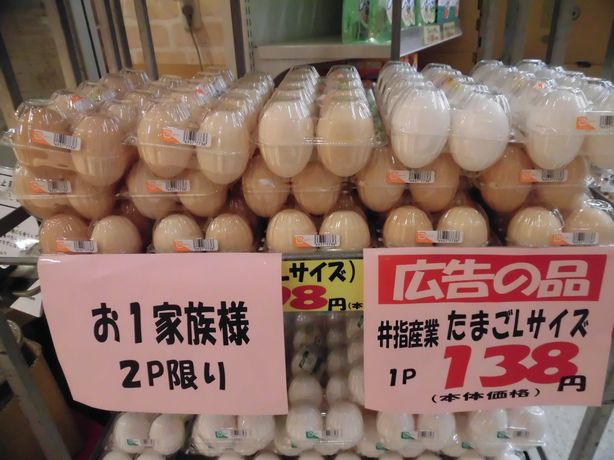 お1家族様
2P限り
Lサイズ)
98円(本
広告の品
井指産業 たまごLサイズ
1P 138円
(本体価格)